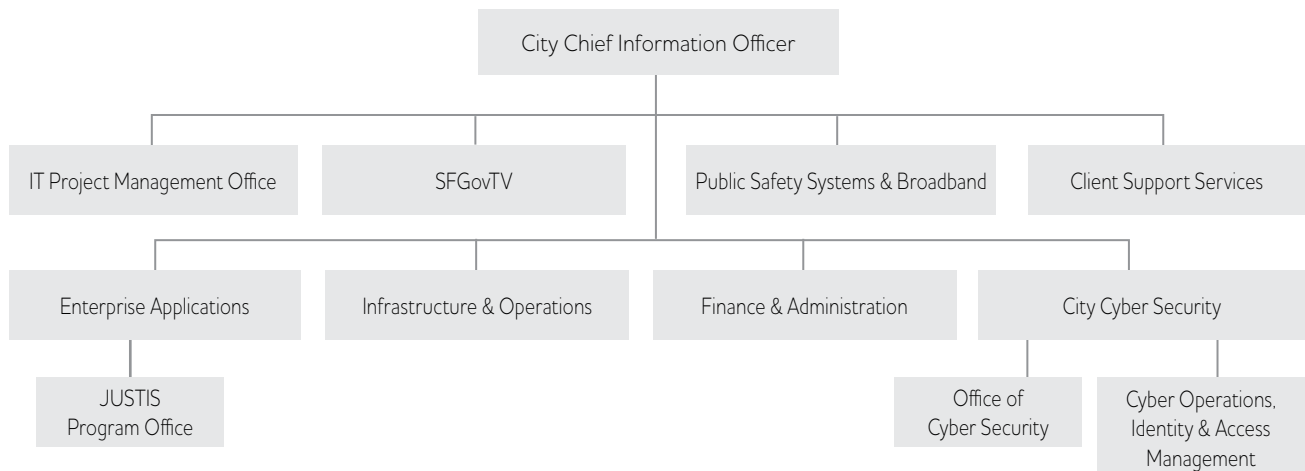 City Chief Information Officer
IT Project Management Office
SFGovTV
Public Safety Systems & Broadband
Client Support Services
Enterprise Applications
Infrastructure & Operations
Finance & Administration
City Cyber Security
JUSTIS
Program Office
Office of
Cyber Security
Cyber Operations,
Identity & Access
Management